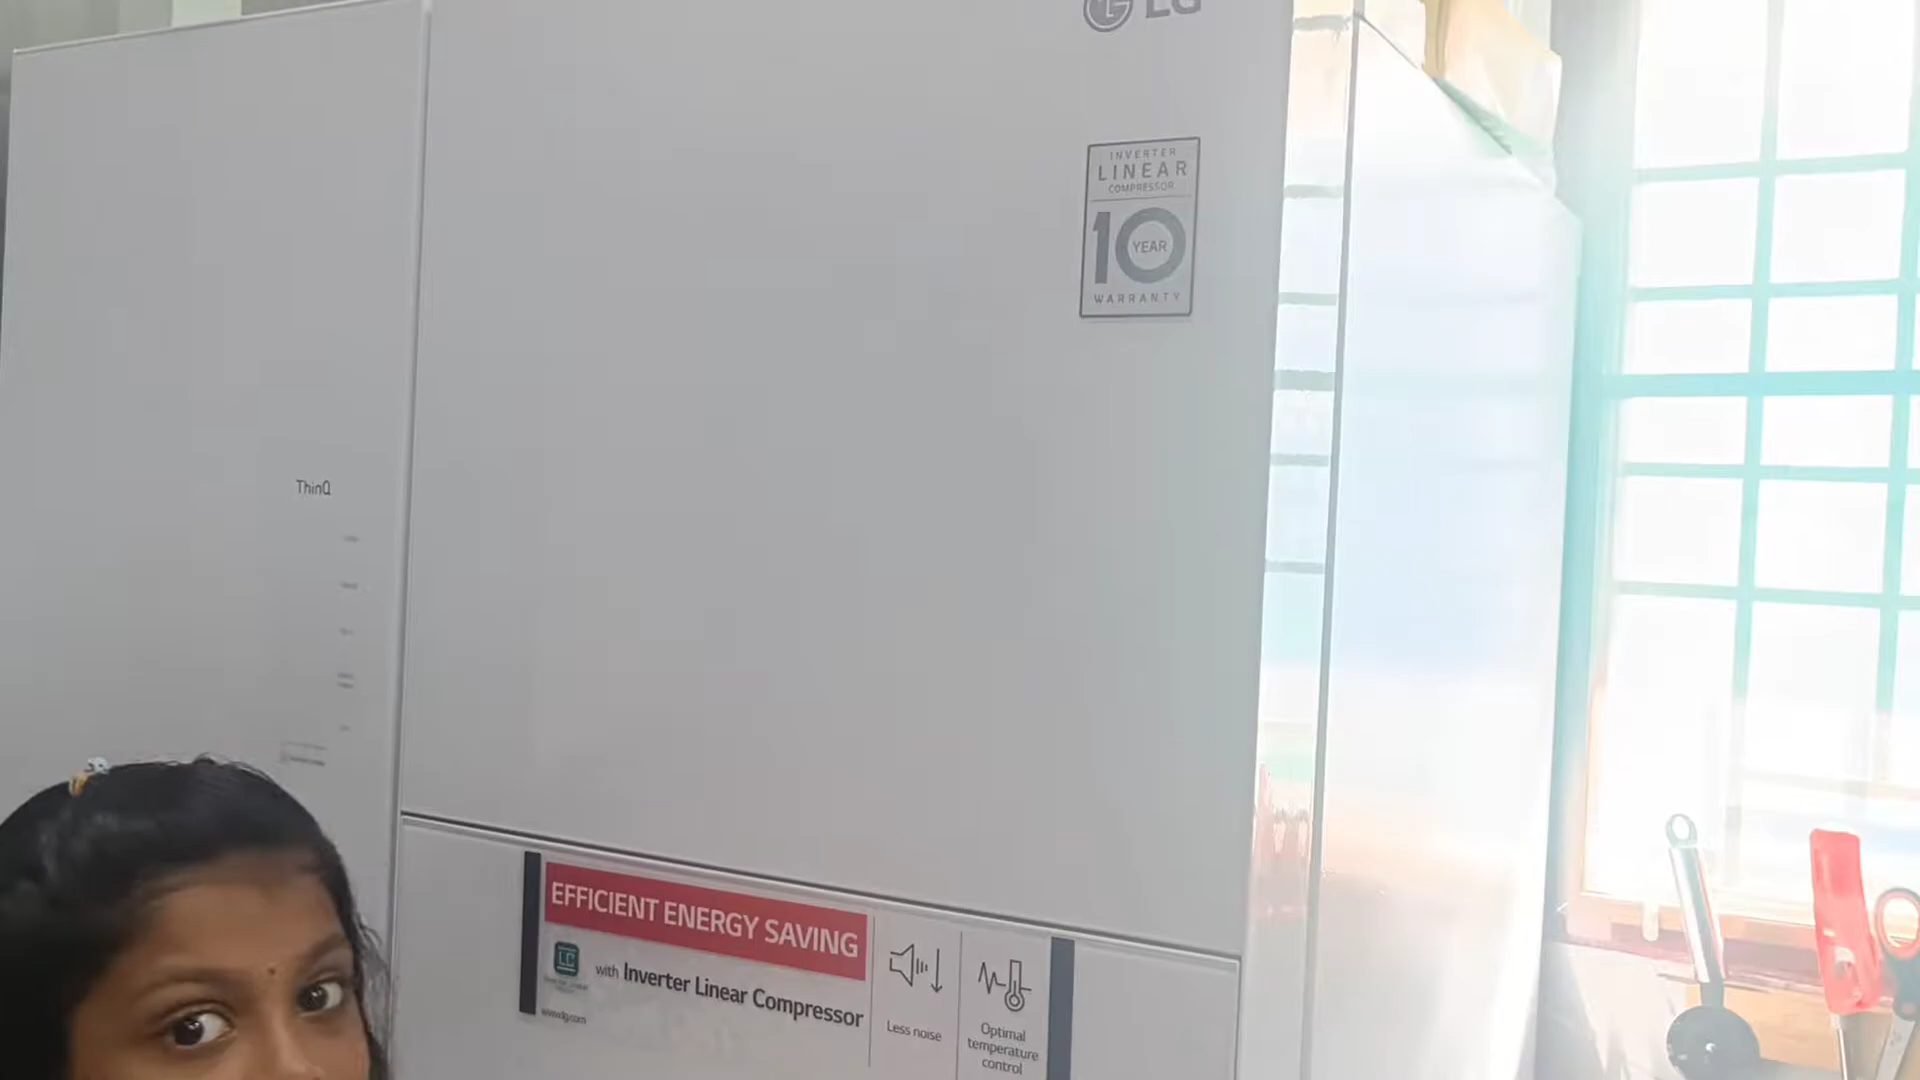 LG
INVERTER
LINEAR
COMPRESSOR
10
YEAR
WARRANTY
ThinQ
EFFICIENT ENERGY SAVING
with Inverter Linear Compressor
www.lg.com
Less noise
Optimal
temperature
control